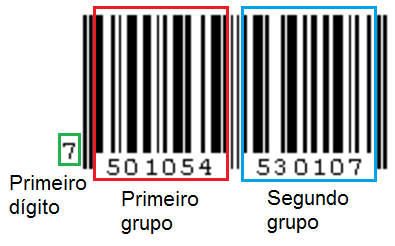 7
501054 530107
Primeiro dígito
Primeiro grupo
Segundo grupo